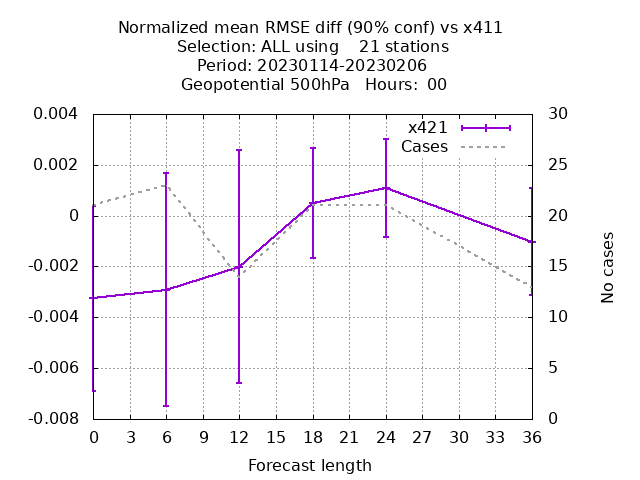 Normalized mean RMSE diff (90% conf) vs x411
Selection: ALL using 21 stations
Period: 20230114-20230206
Geopotential 500hPa Hours: 00
0.004 30
x421
Cases
0.002 25
0 20
-0.002 15
-0.004 10
-0.006 5
-0.008 0
No cases
0 3 6 9 12 15 18 21 24 27 30 33 36
Forecast length